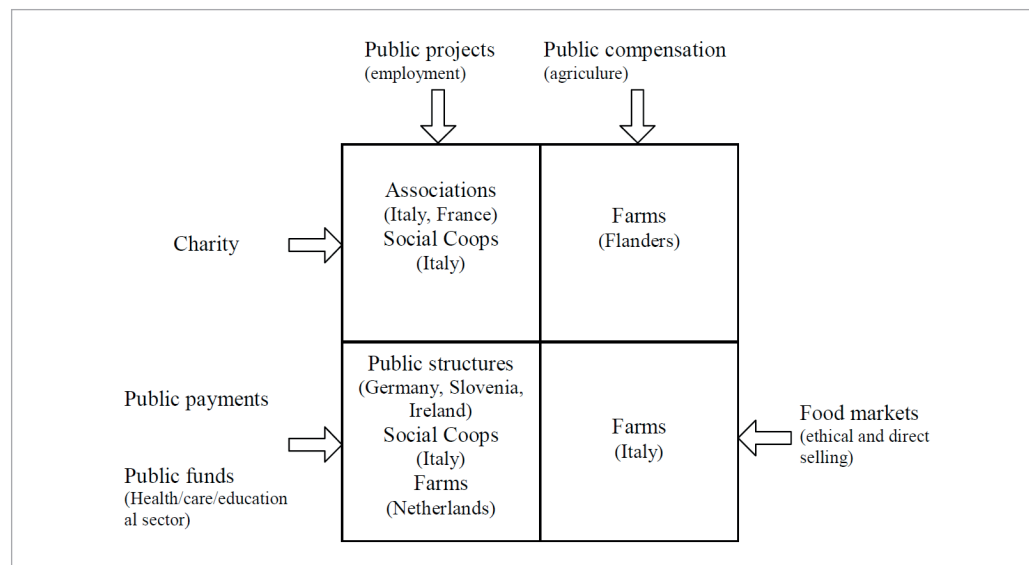 Public projects
(employment)
Public compensation
(agriculure)
Charity
Associations
(Italy, France)
Social Coops
(Italy)
Farms
(Flanders)
Public payments
Public funds
(Health/care/education
al sector)
Public structures
(Germany, Slovenia,
Ireland)
Social Coops
(Italy)
Farms
(Netherlands)
Farms
(Italy)
Food markets
(ethical and direct
selling)